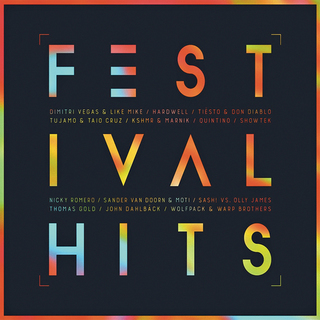 FEST
DIMITRI VEGAS & LIKE MIKE / HARDWELL / TIËSTO & DON DIABLO
TUJAMO & TAIO CRUZ / KSHMR & MARNIK / QUINTINO / SHOWTEK
IVAL
NICKY ROMERO / SANDER VAN DOORN & MOTI / SASH! VS. OLLY JAMES
THOMAS GOLD / JOHN DAHLBÄCK / WOLFPACK & WARP BROTHERS
HITS